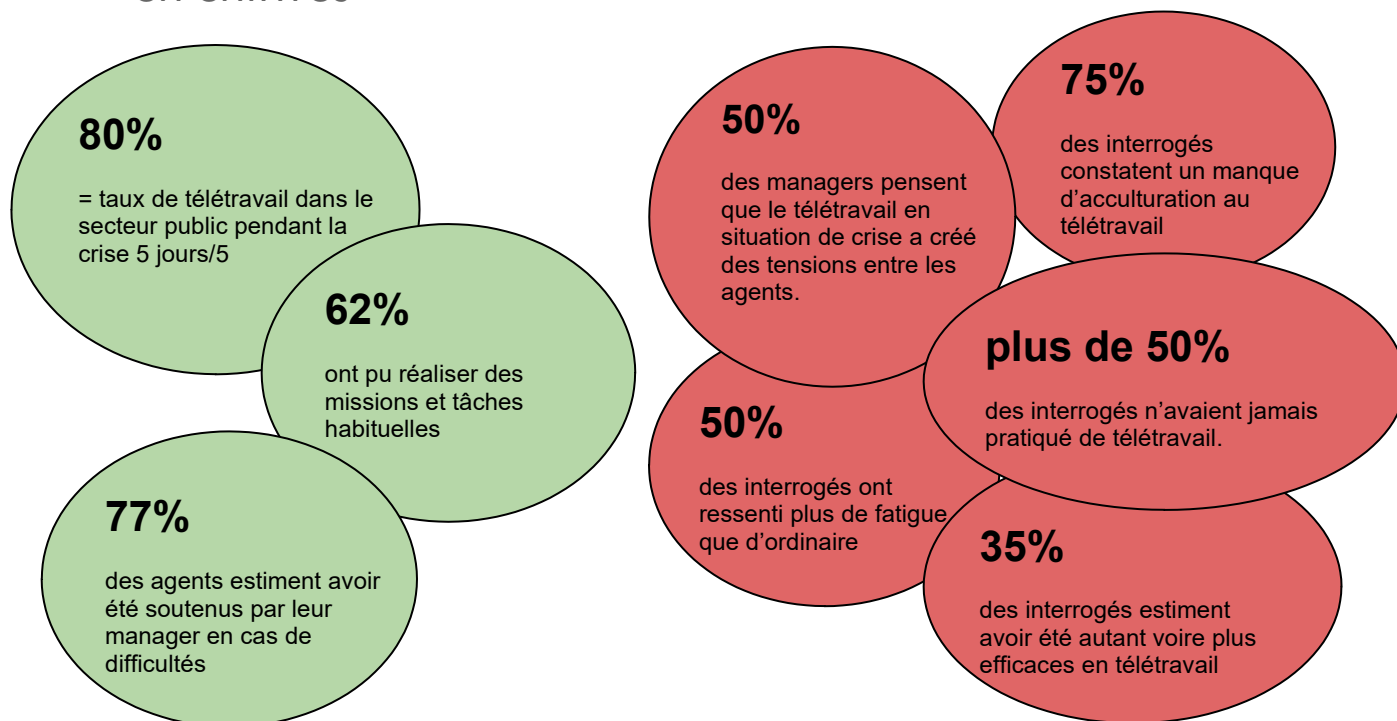 en chiffres
80%
= taux de télétravail dans le
secteur public pendant la
crise 5 jours/5
62%
ont pu réaliser des
missions et tâches
habituelles
77%
des agents estiment avoir
été soutenus par leur
manager en cas de
difficultés
50%
des managers pensent
que le télétravail en
situation de crise a créé
des tensions entre les
agents.
75%
des interrogés
constatent un manque
d’acculturation au
télétravail
plus de 50%
des interrogés n’avaient jamais
pratiqué de télétravail.
50%
des interrogés ont
ressenti plus de fatigue
que d’ordinaire
35%
des interrogés estiment
avoir été autant voire plus
efficaces en télétravail